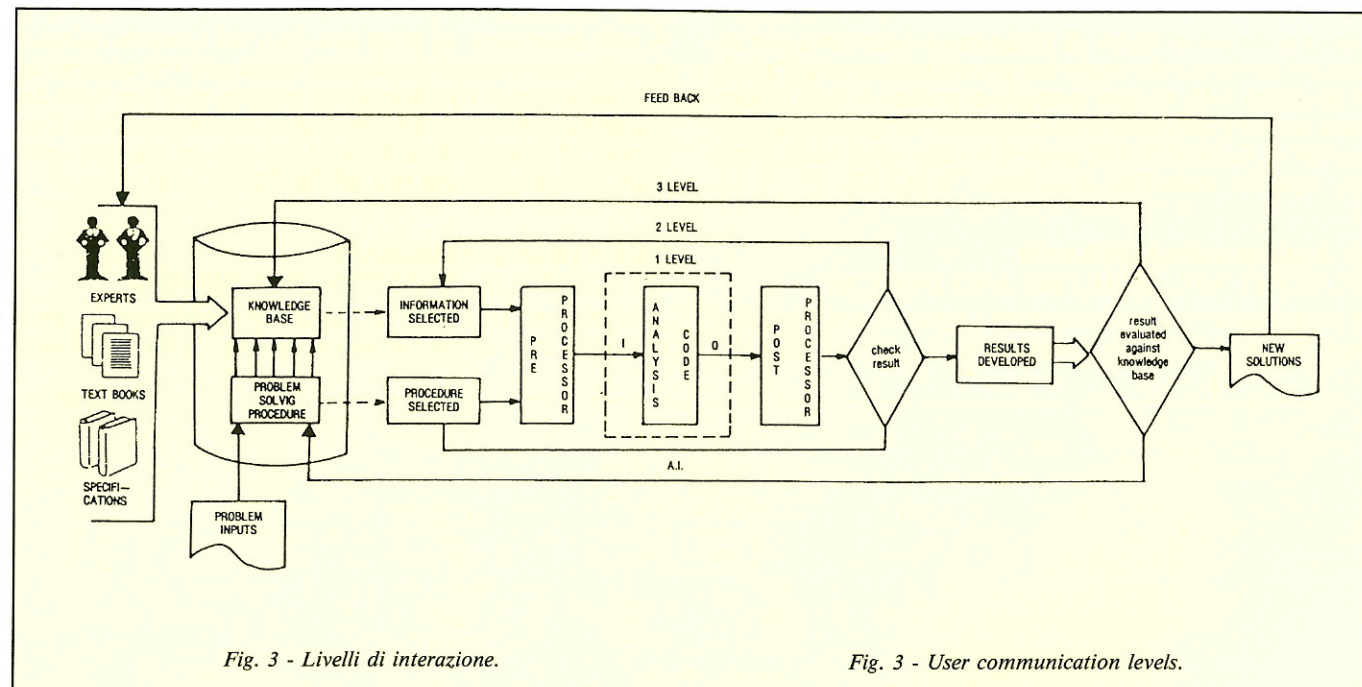 FEED BACK
3 LEVEL
2 LEVEL
1 LEVEL
EXPERTS
TEXT BOOKS
SPECIFI-
CATIONS
KNOWLEDGE
BASE
PROBLEM
SOLVIG
PROCEDURE
PROBLEM
INPUTS
INFORMATION
SELECTED
PROCEDURE
SELECTED
PRE
PROCESSOR
I
ANALYSIS
CODE
O
POST
PROCESSOR
check
result
RESULTS
DEVELOPED
result
evaluated
against
knowledge
base
NEW
SOLUTIONS
A.I.
Fig. 3 - Livelli di interazione.
Fig. 3 - User communication levels.